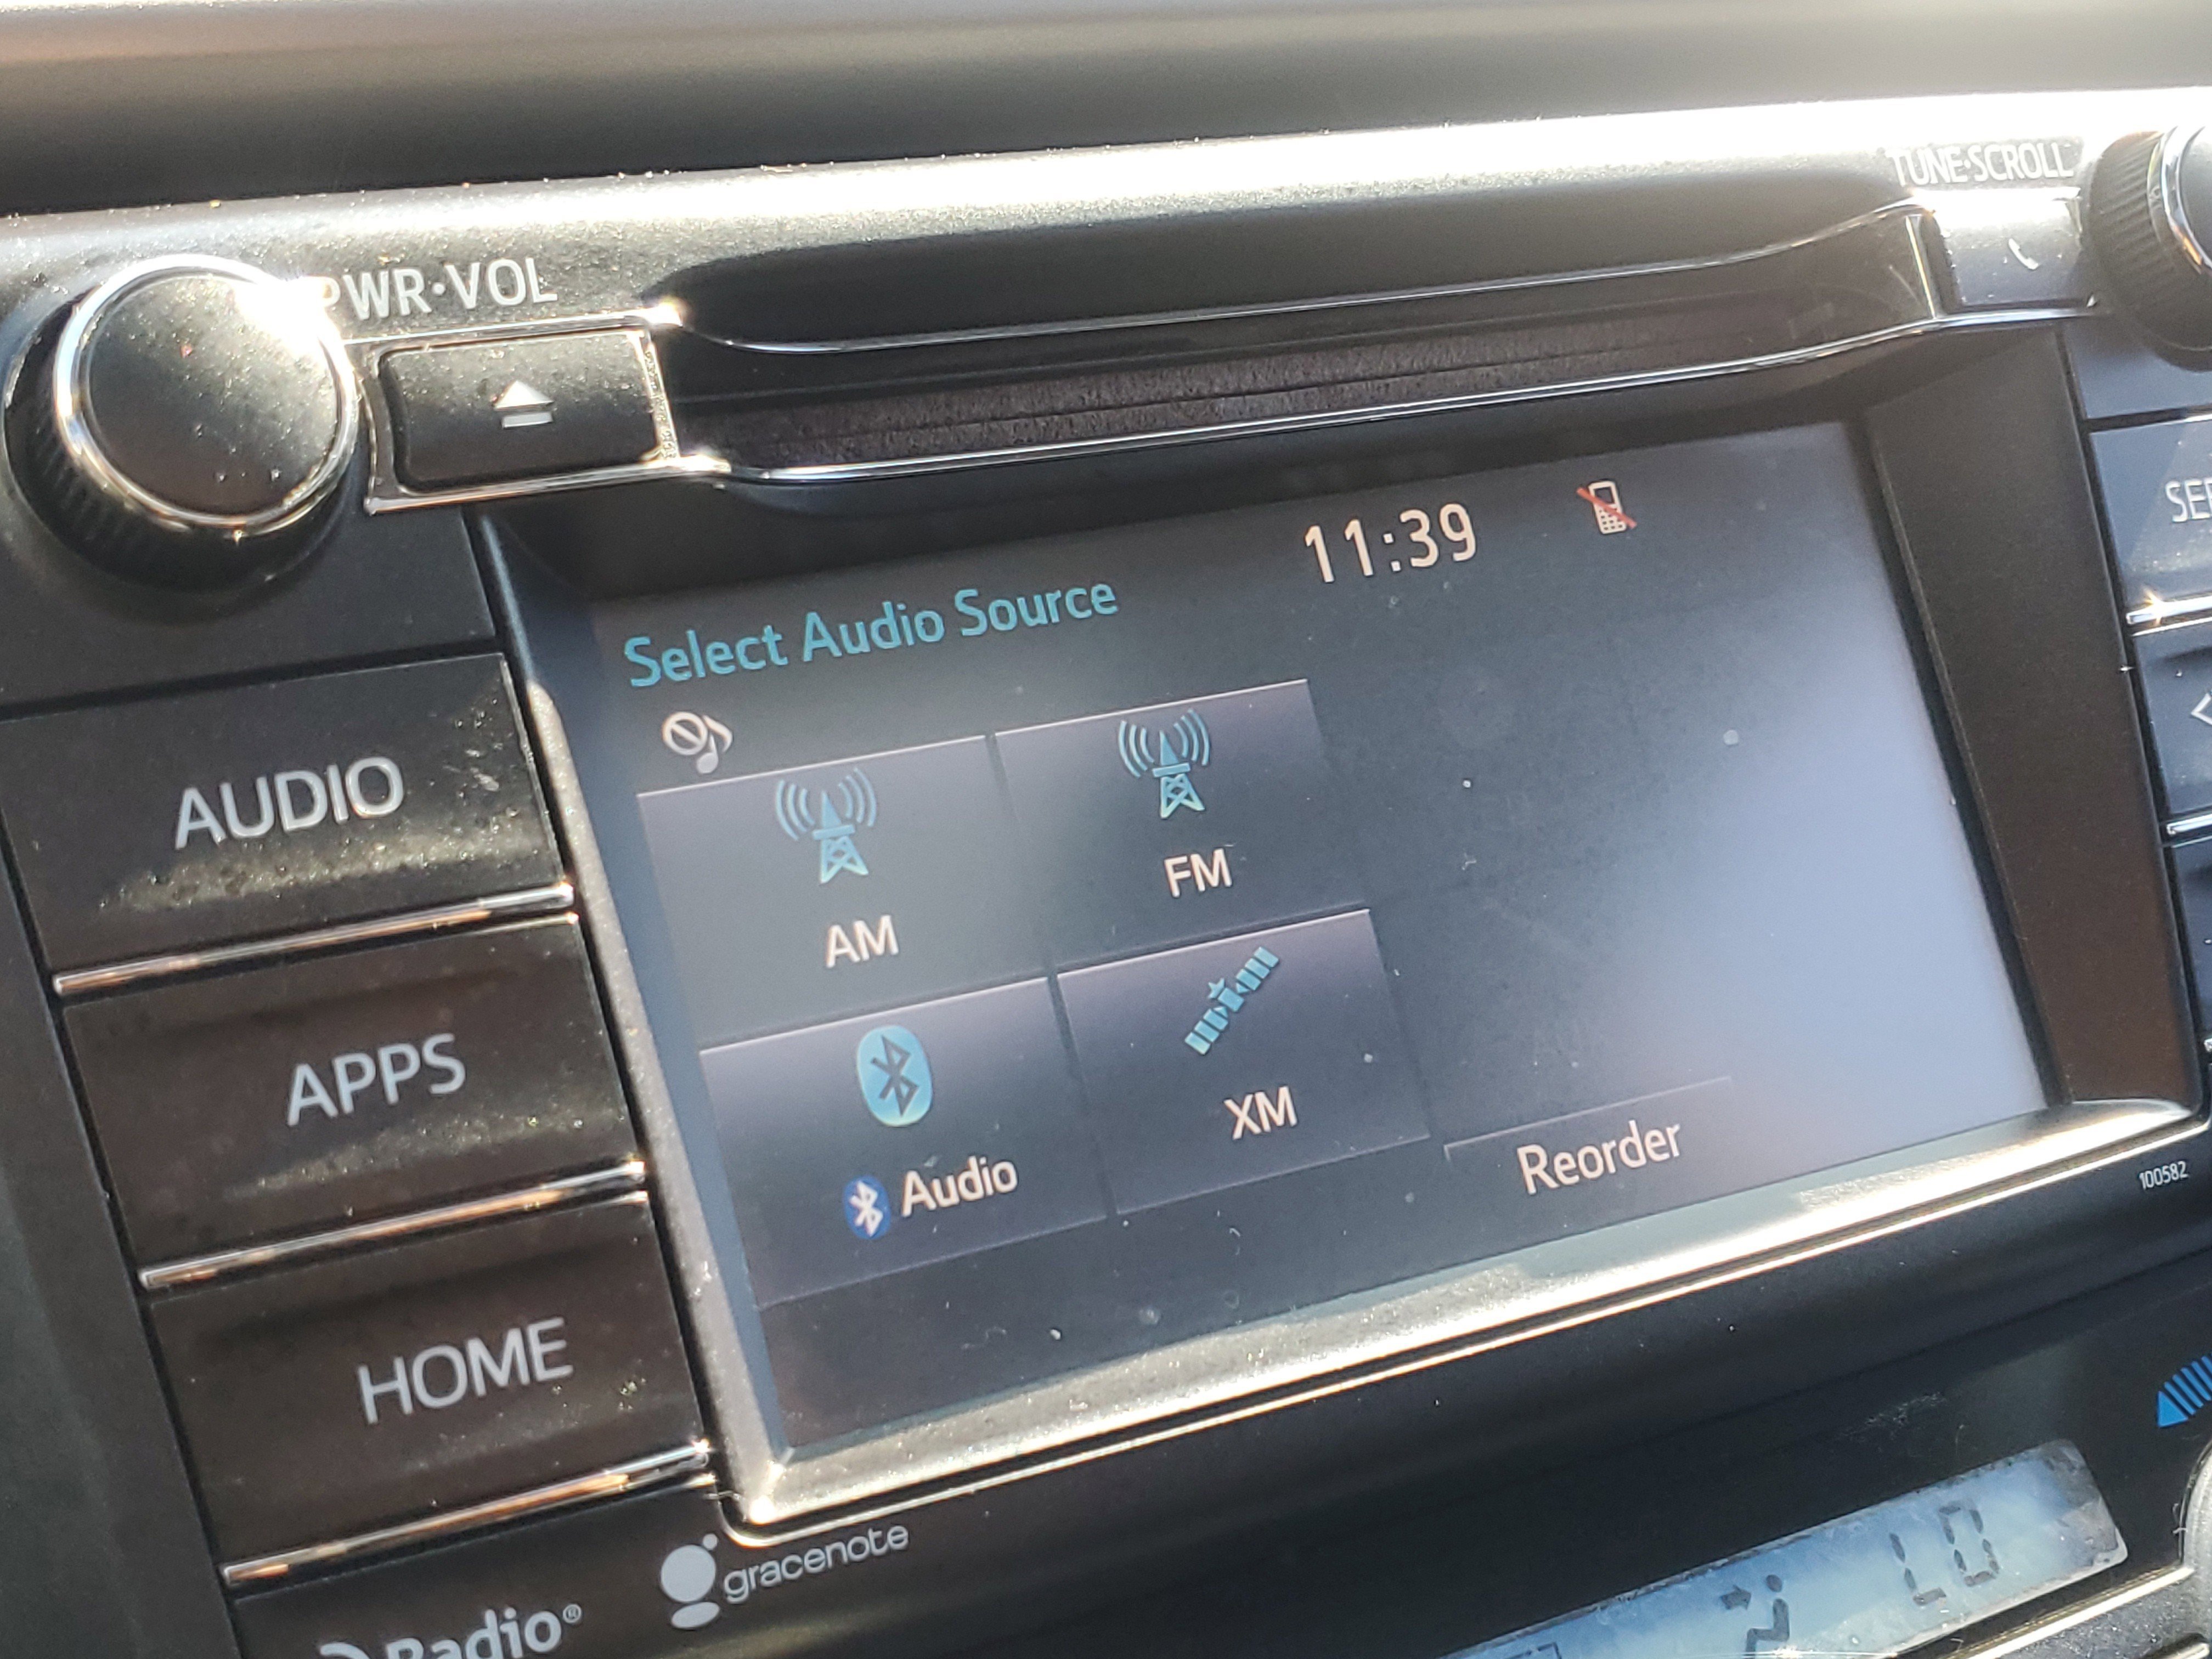 TUNE·SCROLL
PWR·VOL
11:39
Select Audio Source
AUDIO
AM
FM
APPS
Audio
XM
Reorder
100582
HOME
gracenote
Radio®
LO